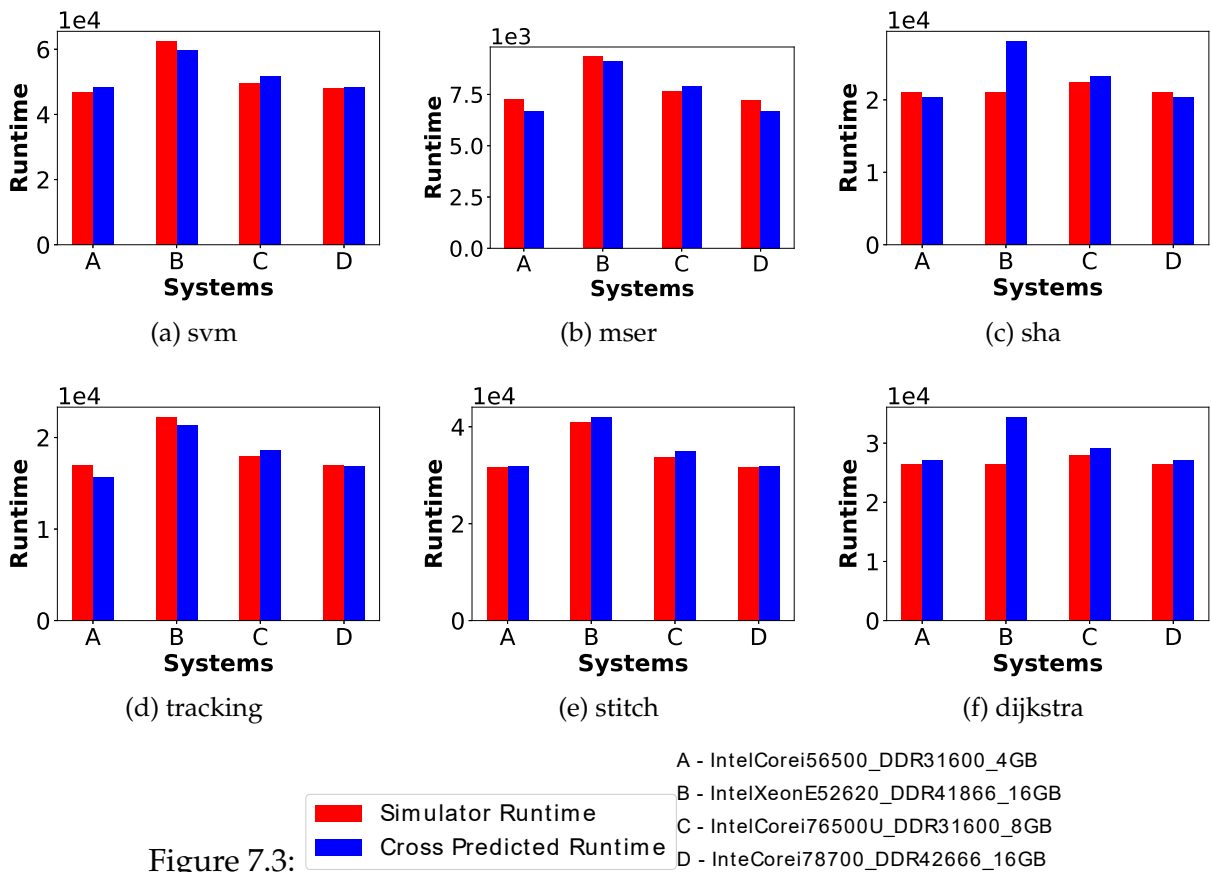 1e4
6
4
2
0
Runtime
A B C D
Systems
(a) svm
1e3
7.5
5.0
2.5
0.0
Runtime
A B C D
Systems
(b) mser
1e4
2
1
0
Runtime
A B C D
Systems
(c) sha
1e4
2
1
0
Runtime
A B C D
Systems
(d) tracking
1e4
4
2
0
Runtime
A B C D
Systems
(e) stitch
1e4
3
2
1
0
Runtime
A B C D
Systems
(f) dijkstra
Figure 7.3:
Simulator Runtime
Cross Predicted Runtime
A - IntelCorei56500_DDR31600_4GB
B - IntelXeonE52620_DDR41866_16GB
C - IntelCorei76500U_DDR31600_8GB
D - InteCorei78700_DDR42666_16GB